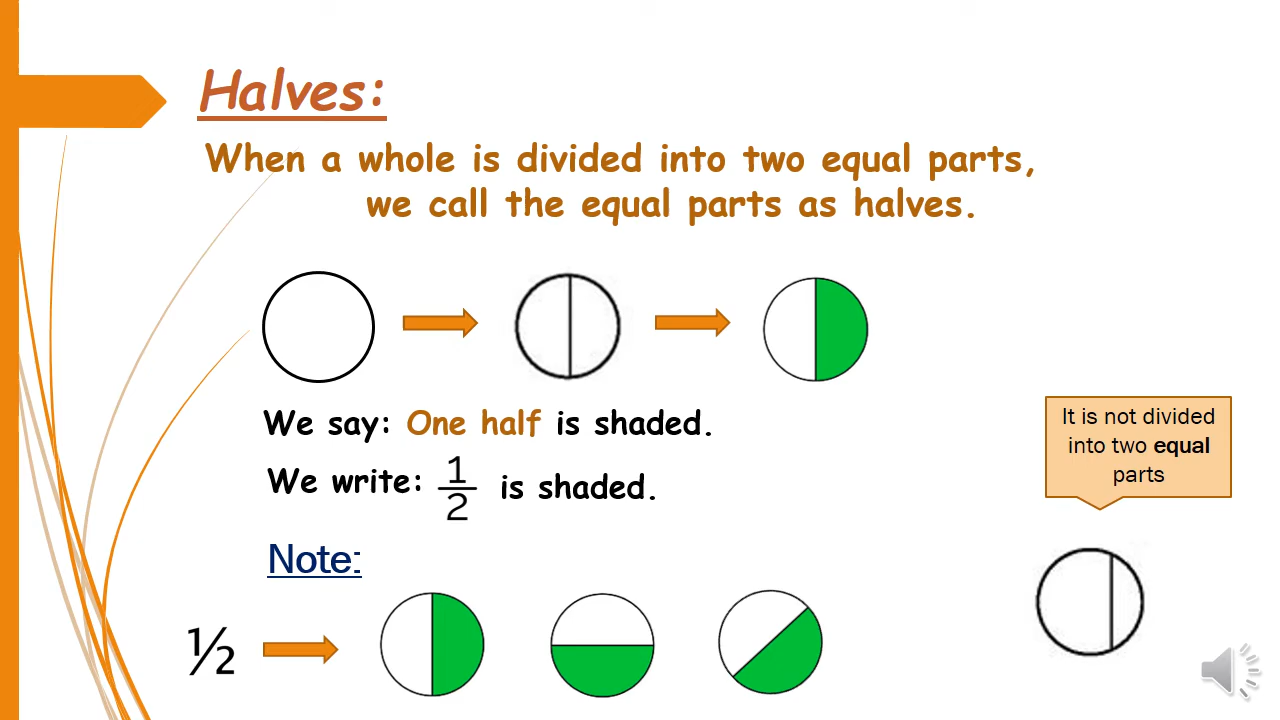 Halves:
When a whole is divided into two equal parts,
we call the equal parts as halves.
We say: One half is shaded.
We write: 1/2 is shaded.
It is not divided
into two equal
parts
Note:
½